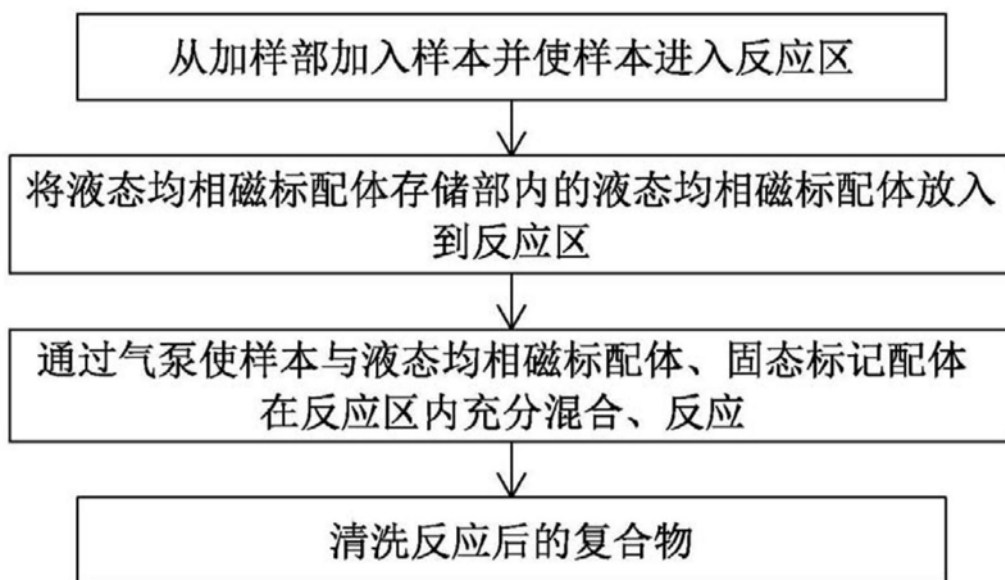 从加样部加入样本并使样本进入反应区
将液态均相磁标配体存储部内的液态均相磁标配体放入
到反应区
通过气泵使样本与液态均相磁标配体、固态标记配体
在反应区内充分混合、反应
清洗反应后的复合物